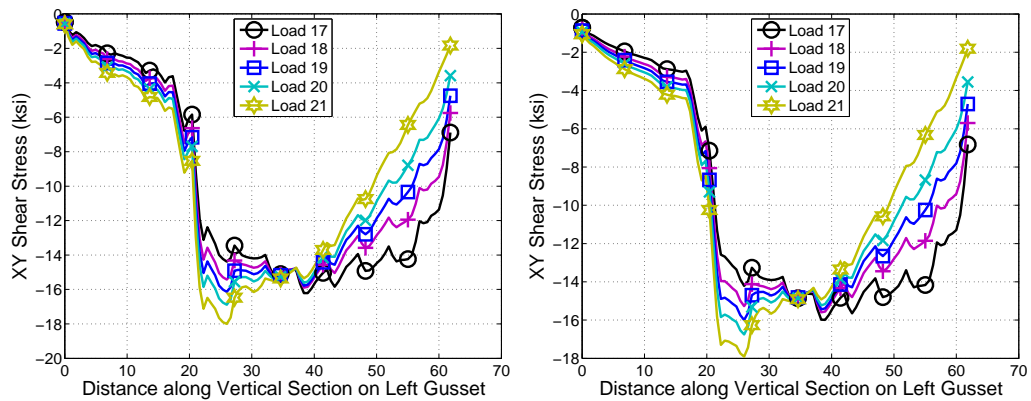 XY Shear Stress (ksi)
0
−2
−4
−6
−8
−10
−12
−14
−16
−18
−20
0 10 20 30 40 50 60 70
Distance along Vertical Section on Left Gusset
Load 17
Load 18
Load 19
Load 20
Load 21
XY Shear Stress (ksi)
0
−2
−4
−6
−8
−10
−12
−14
−16
−18
0 10 20 30 40 50 60 70
Distance along Vertical Section on Left Gusset
Load 17
Load 18
Load 19
Load 20
Load 21